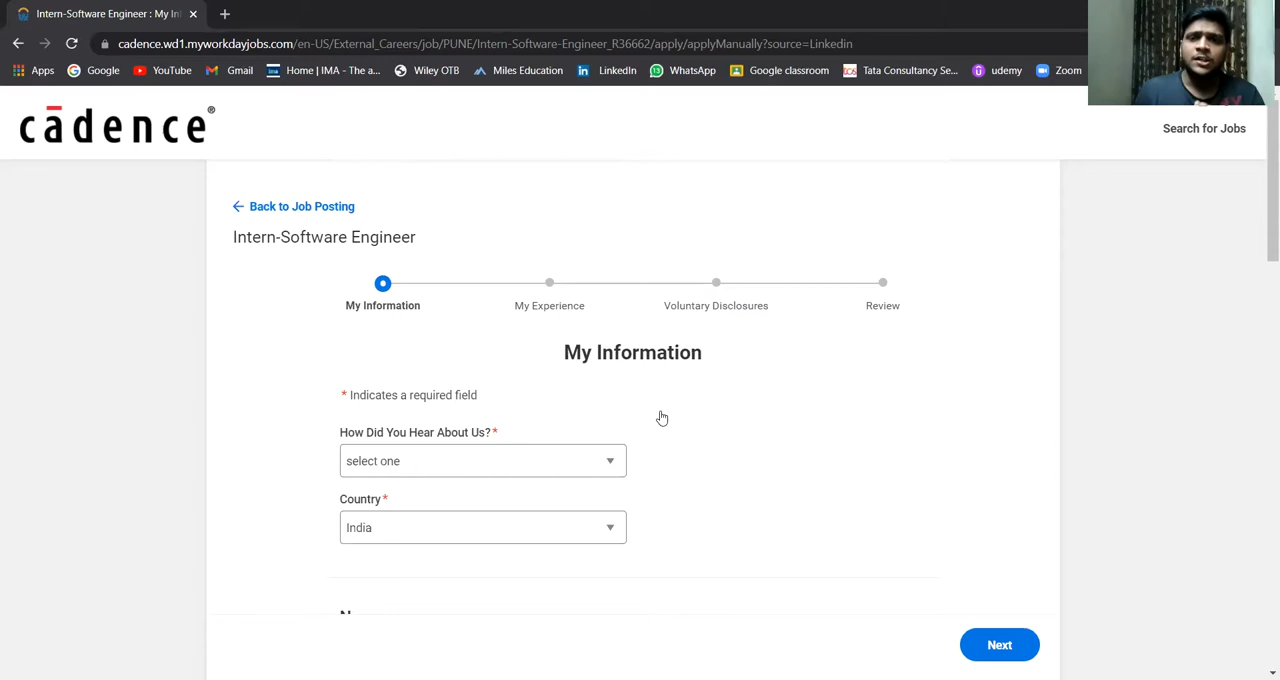 Intern-Software Engineer : My In
cadence.wd1.myworkdayjobs.com/en-US/External_Careers/job/PUNE/Intern-Software-Engineer_R36662/apply/applyManually?source=Linkedin
Apps Google YouTube Gmail Home | IMA - The a... Wiley OTB Miles Education LinkedIn WhatsApp Google classroom Tata Consultancy Se... udemy Zoom
cādence®
Search for Jobs
Back to Job Posting
Intern-Software Engineer
My Information My Experience Voluntary Disclosures Review
My Information
* Indicates a required field
How Did You Hear About Us?*
select one
Country*
India
Next